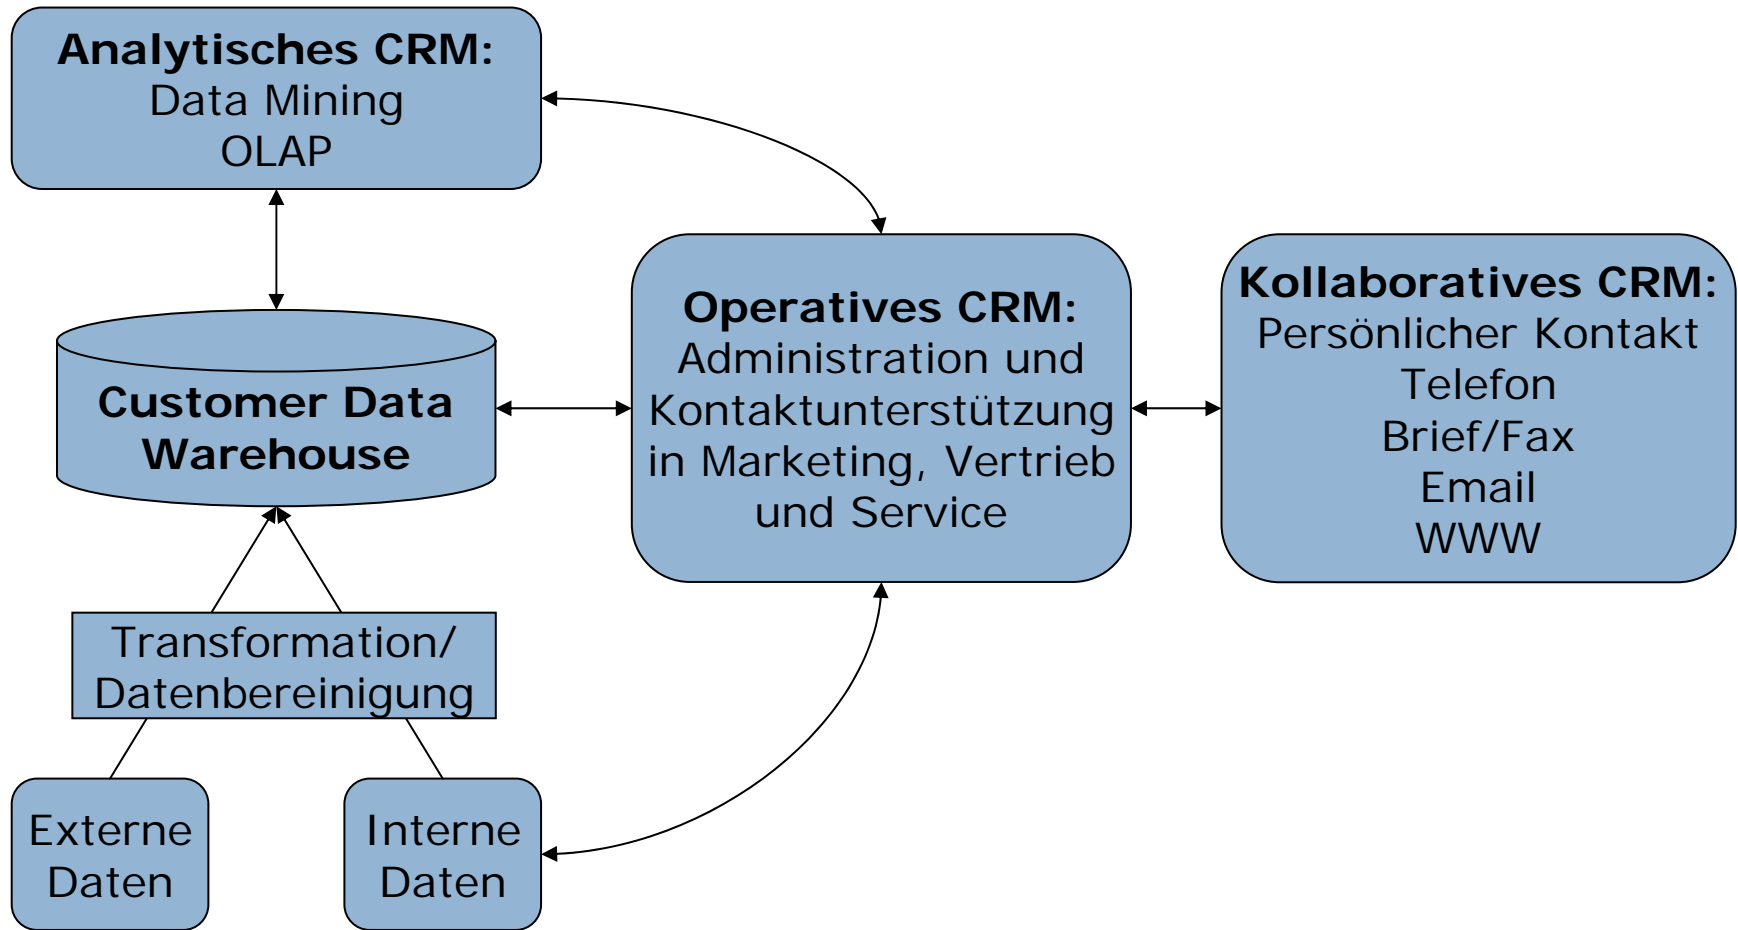 Analytisches CRM:
Data Mining
OLAP
Customer Data
Warehouse
Transformation/
Datenbereinigung
Externe
Daten
Interne
Daten
Operatives CRM:
Administration und
Kontaktunterstützung
in Marketing, Vertrieb
und Service
Kollaboratives CRM:
Persönlicher Kontakt
Telefon
Brief/Fax
Email
WWW